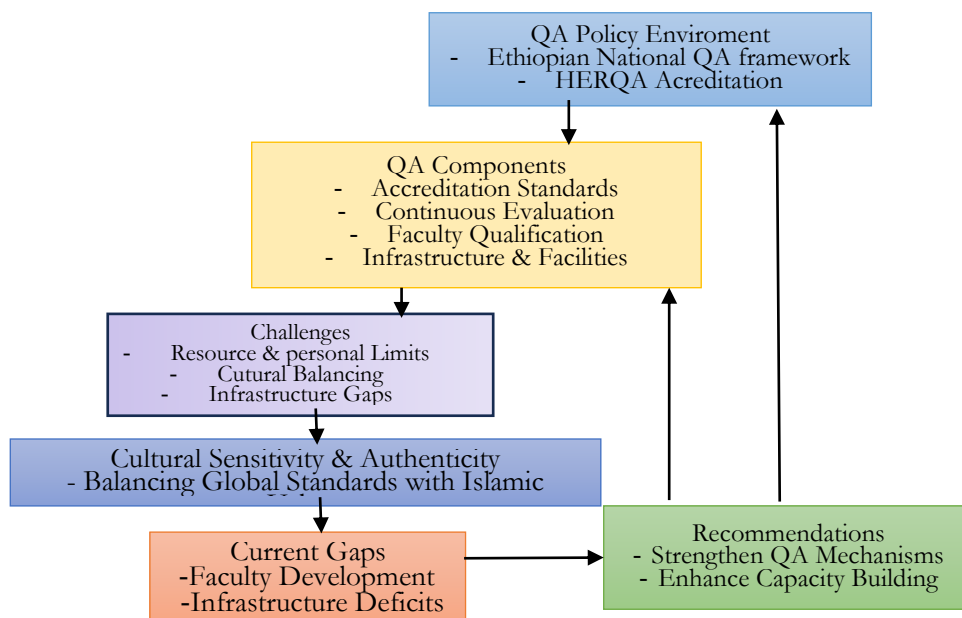 QA Policy Enviroment
- Ethiopian National QA framework
- HERQA Acreditation
QA Components
- Accreditation Standards
- Continuous Evaluation
- Faculty Qualification
- Infrastructure & Facilities
Challenges
- Resource & personal Limits
- Cutural Balancing
- Infrastructure Gaps
Cultural Sensitivity & Authenticity
- Balancing Global Standards with Islamic
Current Gaps
-Faculty Development
-Infrastructure Deficits
Recommendations
- Strengthen QA Mechanisms
- Enhance Capacity Building